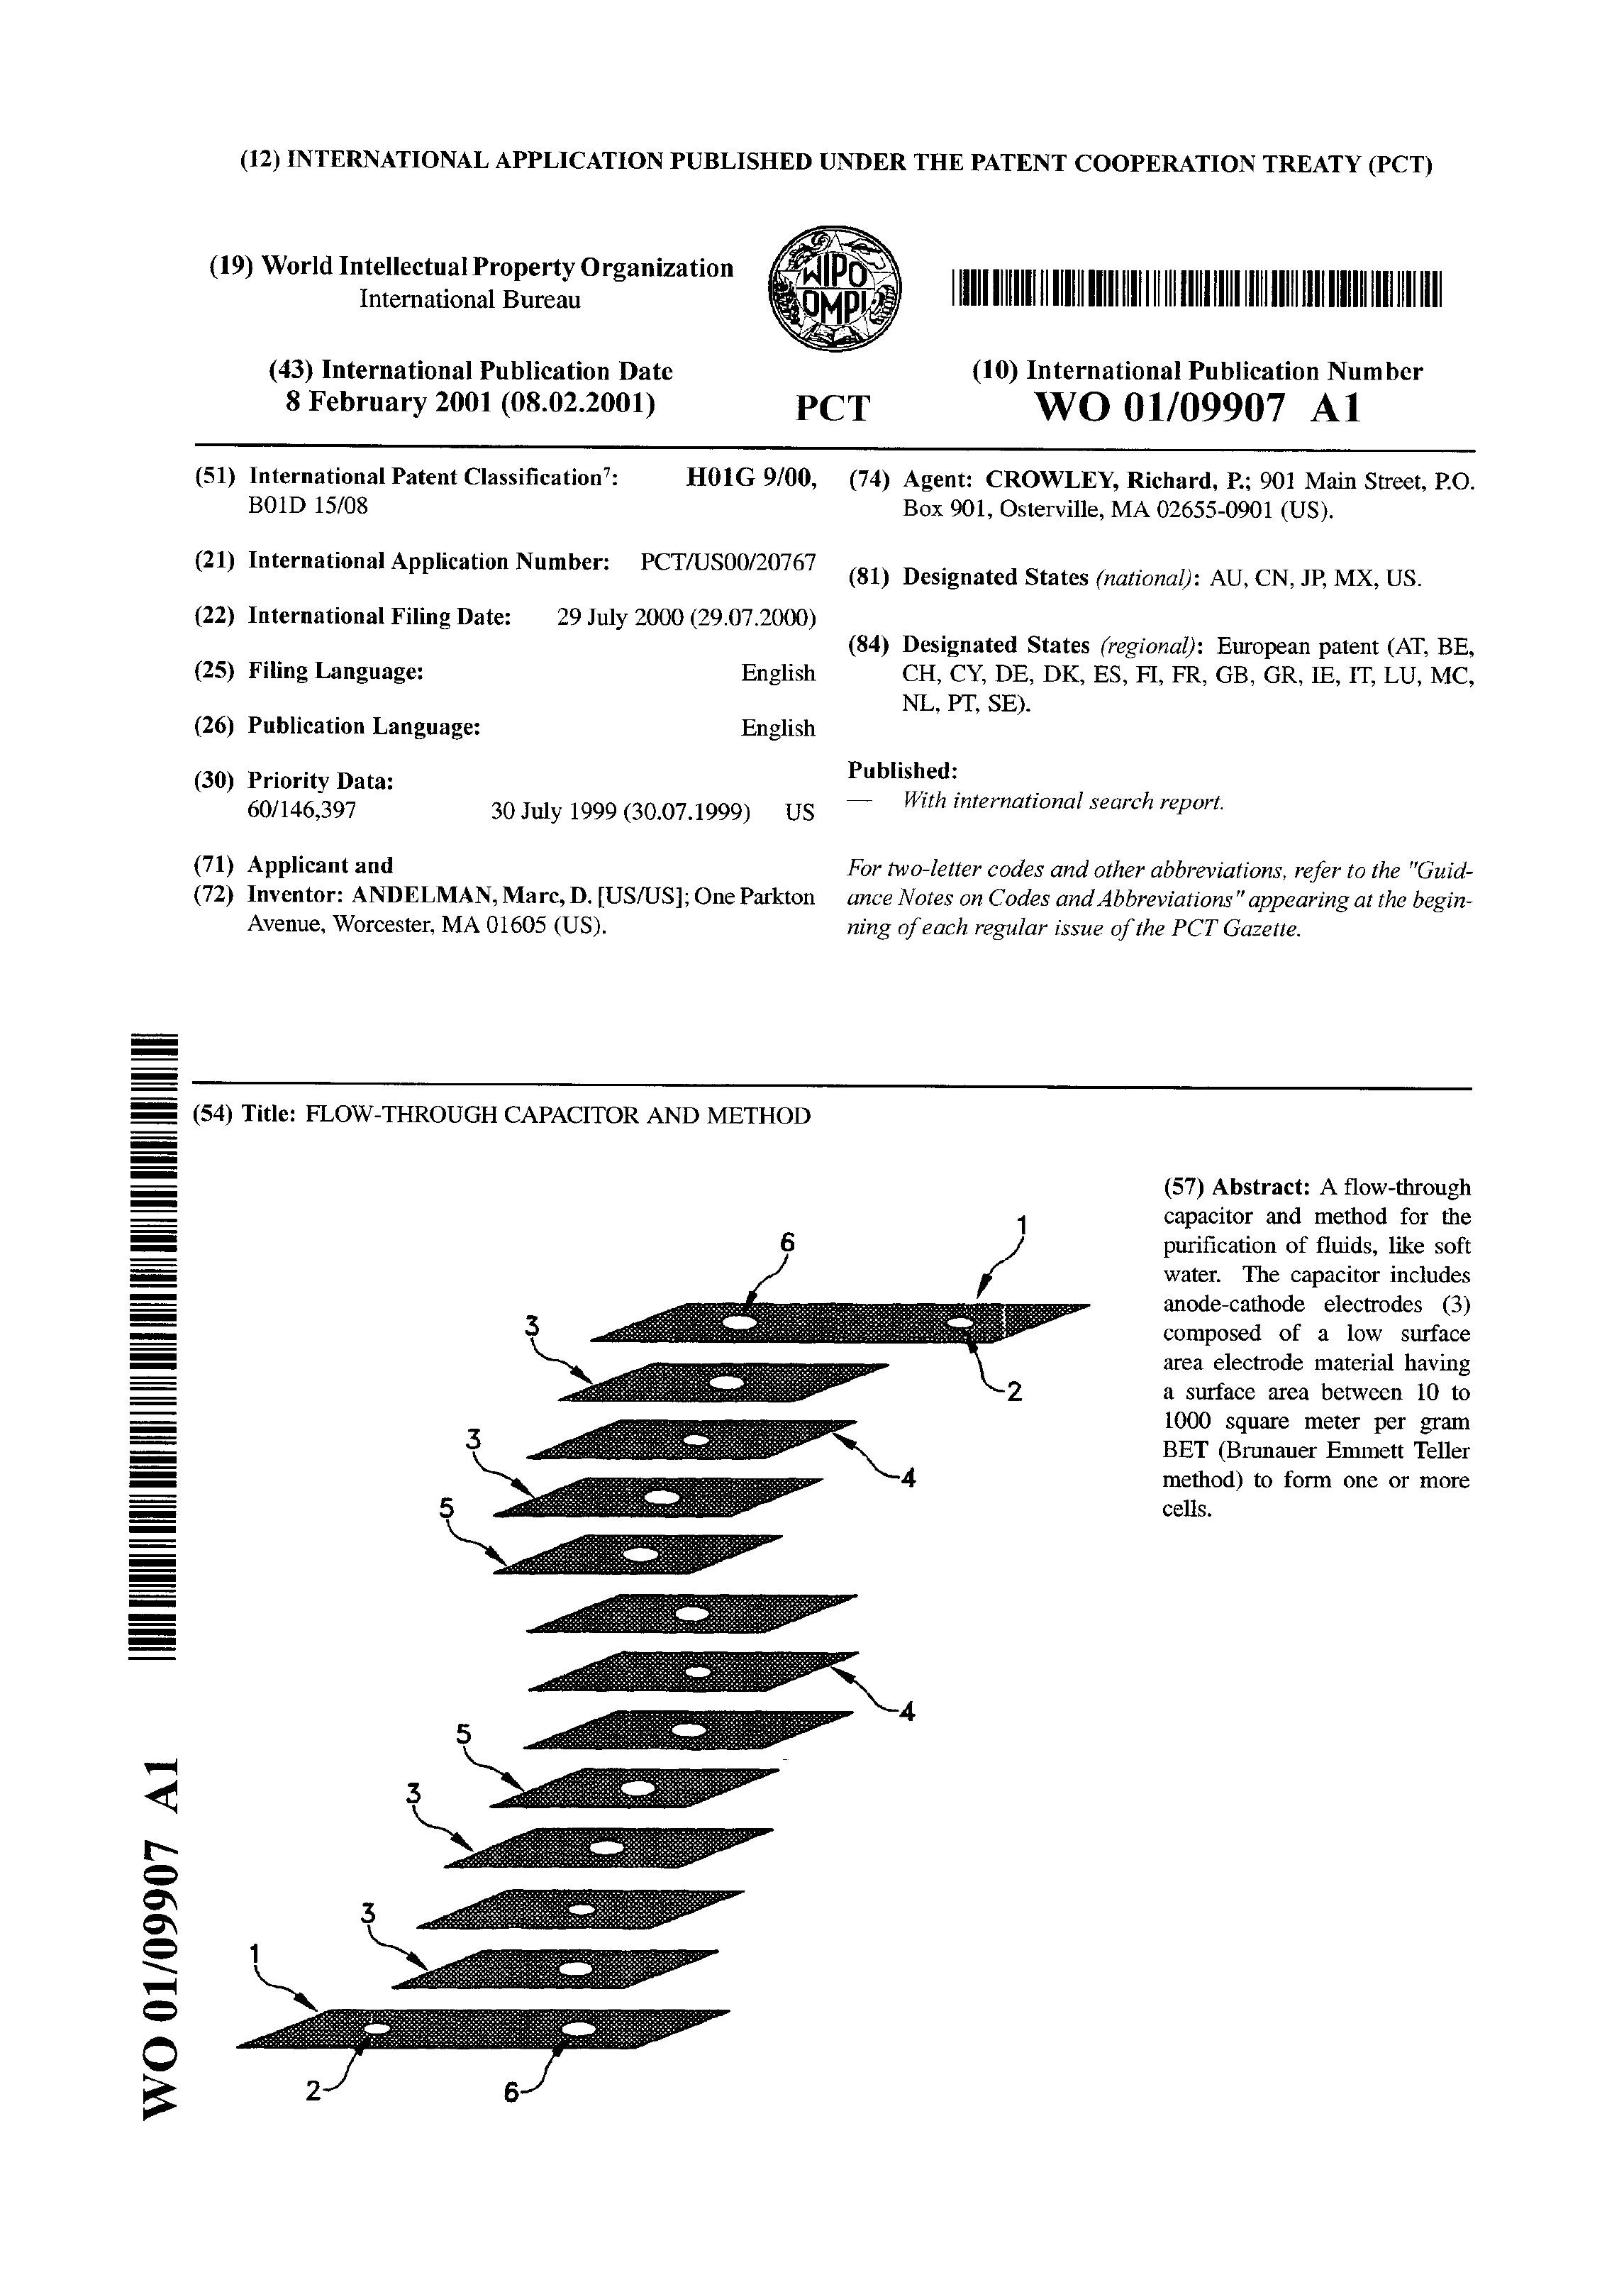 (12) INTERNATIONAL APPLICATION PUBLISHED UNDER THE PATENT COOPERATION TREATY (PCT)
(19) World Intellectual Property Organization
International Bureau
WIPO
OMPI
(43) International Publication Date
8 February 2001 (08.02.2001)
PCT
(10) International Publication Number
WO 01/09907 A1
(51) International Patent Classification⁷: H01G 9/00,
B01D 15/08
(21) International Application Number: PCT/US00/20767
(22) International Filing Date: 29 July 2000 (29.07.2000)
(25) Filing Language: English
(26) Publication Language: English
(30) Priority Data:
60/146,397 30 July 1999 (30.07.1999) US
(71) Applicant and
(72) Inventor: ANDELMAN, Marc, D. [US/US]; One Parkton
Avenue, Worcester, MA 01605 (US).
(74) Agent: CROWLEY, Richard, P.; 901 Main Street, P.O.
Box 901, Osterville, MA 02655-0901 (US).
(81) Designated States (national): AU, CN, JP, MX, US.
(84) Designated States (regional): European patent (AT, BE,
CH, CY, DE, DK, ES, FI, FR, GB, GR, IE, IT, LU, MC,
NL, PT, SE).
Published:
— With international search report.
For two-letter codes and other abbreviations, refer to the "Guid-
ance Notes on Codes and Abbreviations" appearing at the begin-
ning of each regular issue of the PCT Gazette.
(54) Title: FLOW-THROUGH CAPACITOR AND METHOD
(57) Abstract: A flow-through
capacitor and method for the
purification of fluids, like soft
water. The capacitor includes
anode-cathode electrodes (3)
composed of a low surface
area electrode material having
a surface area between 10 to
1000 square meter per gram
BET (Brunauer Emmett Teller
method) to form one or more
cells.
1
6
3
2
3
4
5
4
5
3
3
1
2
6
WO 01/09907 A1